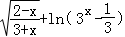 √((2-x)/(3+x)) + ln(3^x - 1/3)